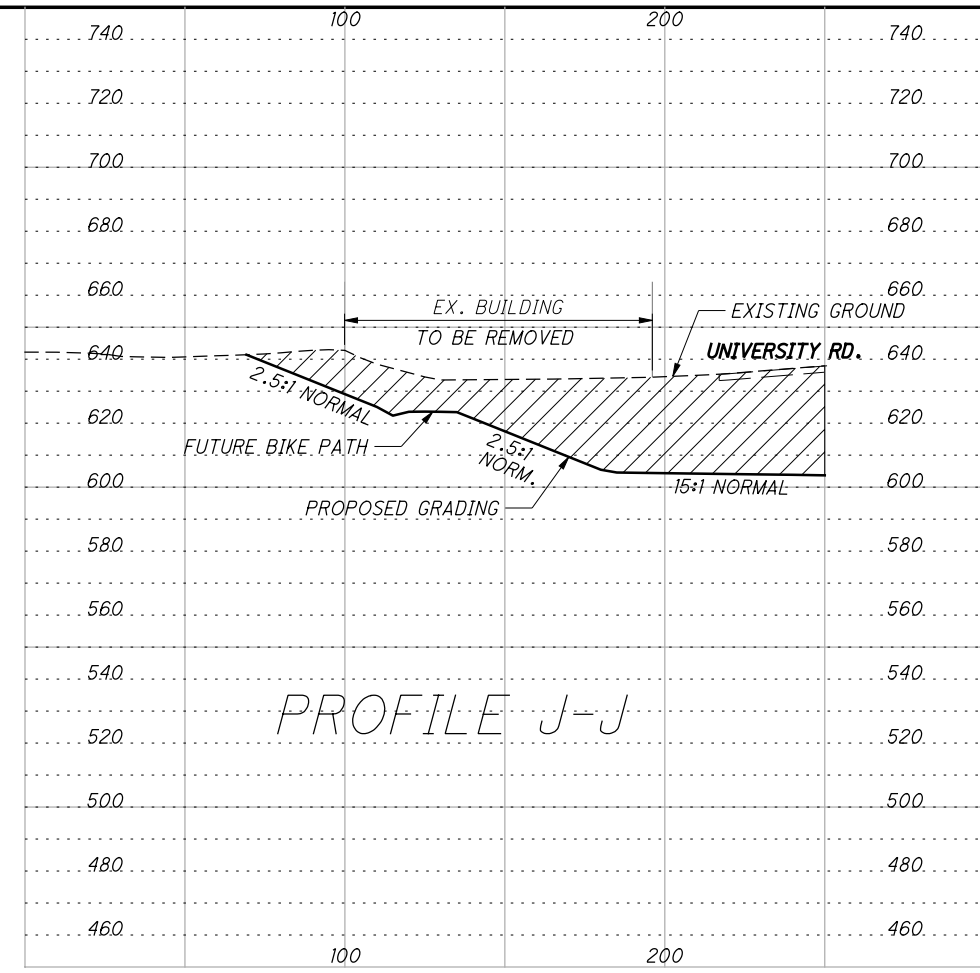 100 200
740 740
720 720
700 700
680 680
660 660
EX. BUILDING
TO BE REMOVED
EXISTING GROUND
UNIVERSITY RD.
640 640
2.5:1 NORMAL
620 620
FUTURE BIKE PATH
2.5:1
NORM.
600 600
15:1 NORMAL
PROPOSED GRADING
580 580
560 560
540 540
PROFILE J-J
520 520
500 500
480 480
460 460
100 200